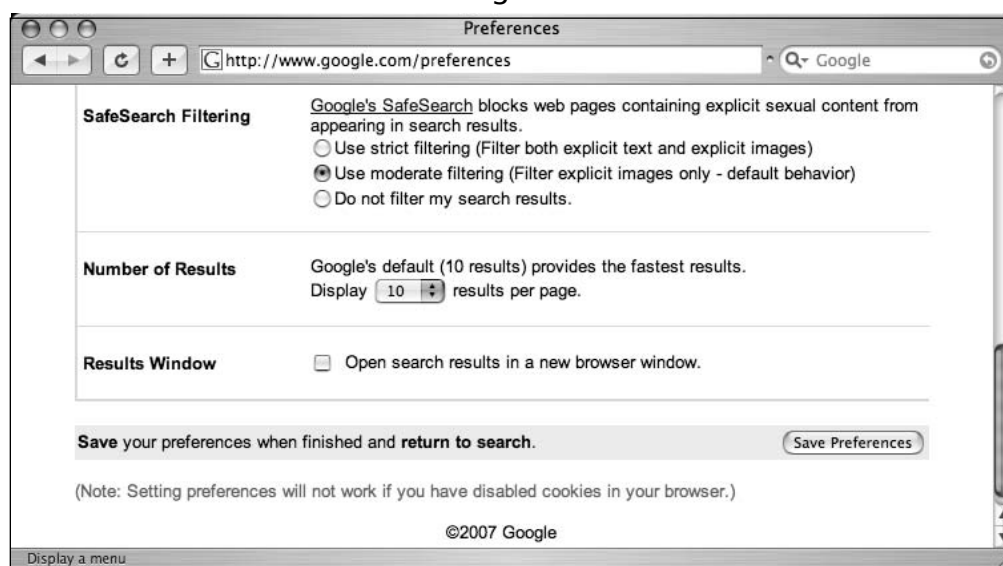 Preferences
http://www.google.com/preferences
Google
SafeSearch Filtering
Google's SafeSearch blocks web pages containing explicit sexual content from
appearing in search results.
Use strict filtering (Filter both explicit text and explicit images)
Use moderate filtering (Filter explicit images only - default behavior)
Do not filter my search results.
Number of Results
Google's default (10 results) provides the fastest results.
Display 10 results per page.
Results Window
Open search results in a new browser window.
Save your preferences when finished and return to search.
Save Preferences
(Note: Setting preferences will not work if you have disabled cookies in your browser.)
©2007 Google
Display a menu